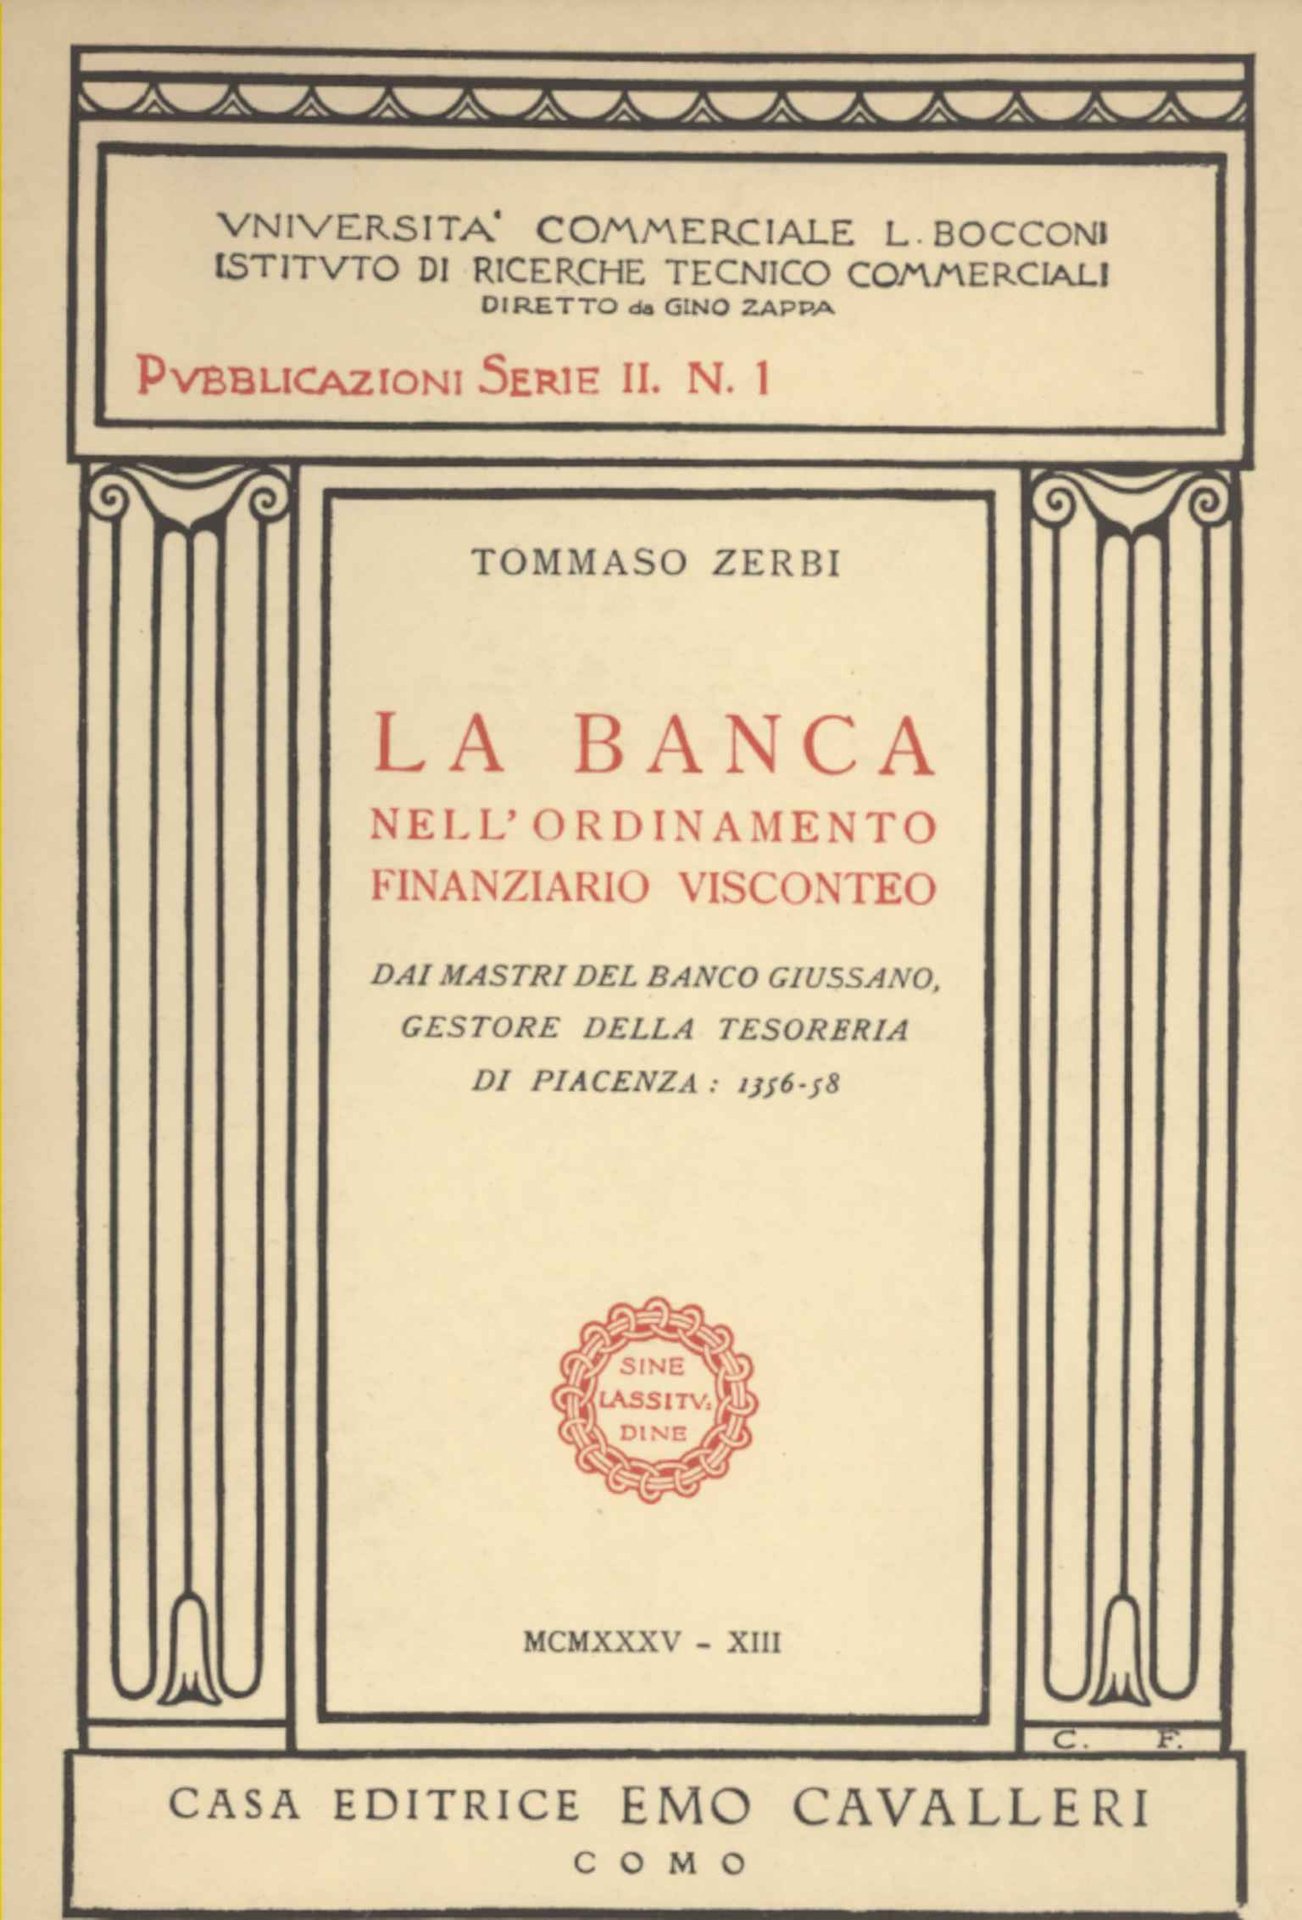 VNIVERSITA' COMMERCIALE L. BOCCONI
ISTITVTO DI RICERCHE TECNICO COMMERCIALI
DIRETTO da GINO ZAPPA
PVBBLICAZIONI SERIE II. N. 1
TOMMASO ZERBI
LA BANCA
NELL'ORDINAMENTO
FINANZIARIO VISCONTEO
DAI MASTRI DEL BANCO GIUSSANO,
GESTORE DELLA TESORERIA
DI PIACENZA: 1356-58
SINE
LASSITV:
DINE
MCMXXXV - XIII
C. F.
CASA EDITRICE EMO CAVALLERI
COMO